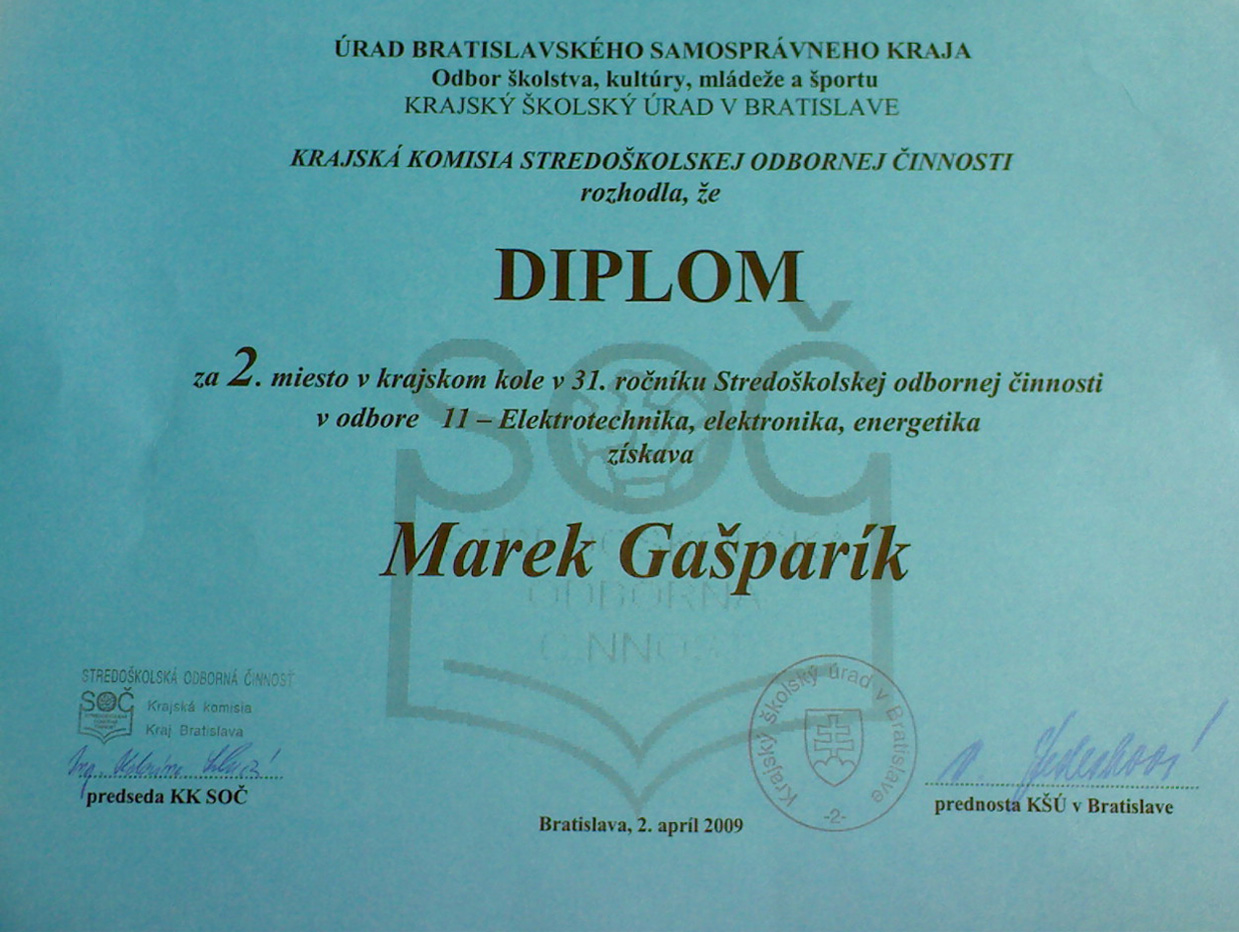 ÚRAD BRATISLAVSKÉHO SAMOSPRÁVNEHO KRAJA
Odbor školstva, kultúry, mládeže a športu
KRAJSKÝ ŠKOLSKÝ ÚRAD V BRATISLAVE
KRAJSKÁ KOMISIA STREDOŠKOLSKEJ ODBORNEJ ČINNOSTI
rozhodla, že
DIPLOM
SOČ
za 2. miesto v krajskom kole v 31. ročníku Stredoškolskej odbornej činnosti
v odbore 11 – Elektrotechnika, elektronika, energetika
získava
Marek Gašparík
ODBORNÁ
STREDOŠKOLSKÁ ODBORNÁ ČINNOSŤ
SOČ Krajská komisia
Kraj Bratislava
Ing.
predseda KK SOČ
Krajský školský úrad v Bratislave
-2-
prednosta KŠÚ v Bratislave
Bratislava, 2. apríl 2009